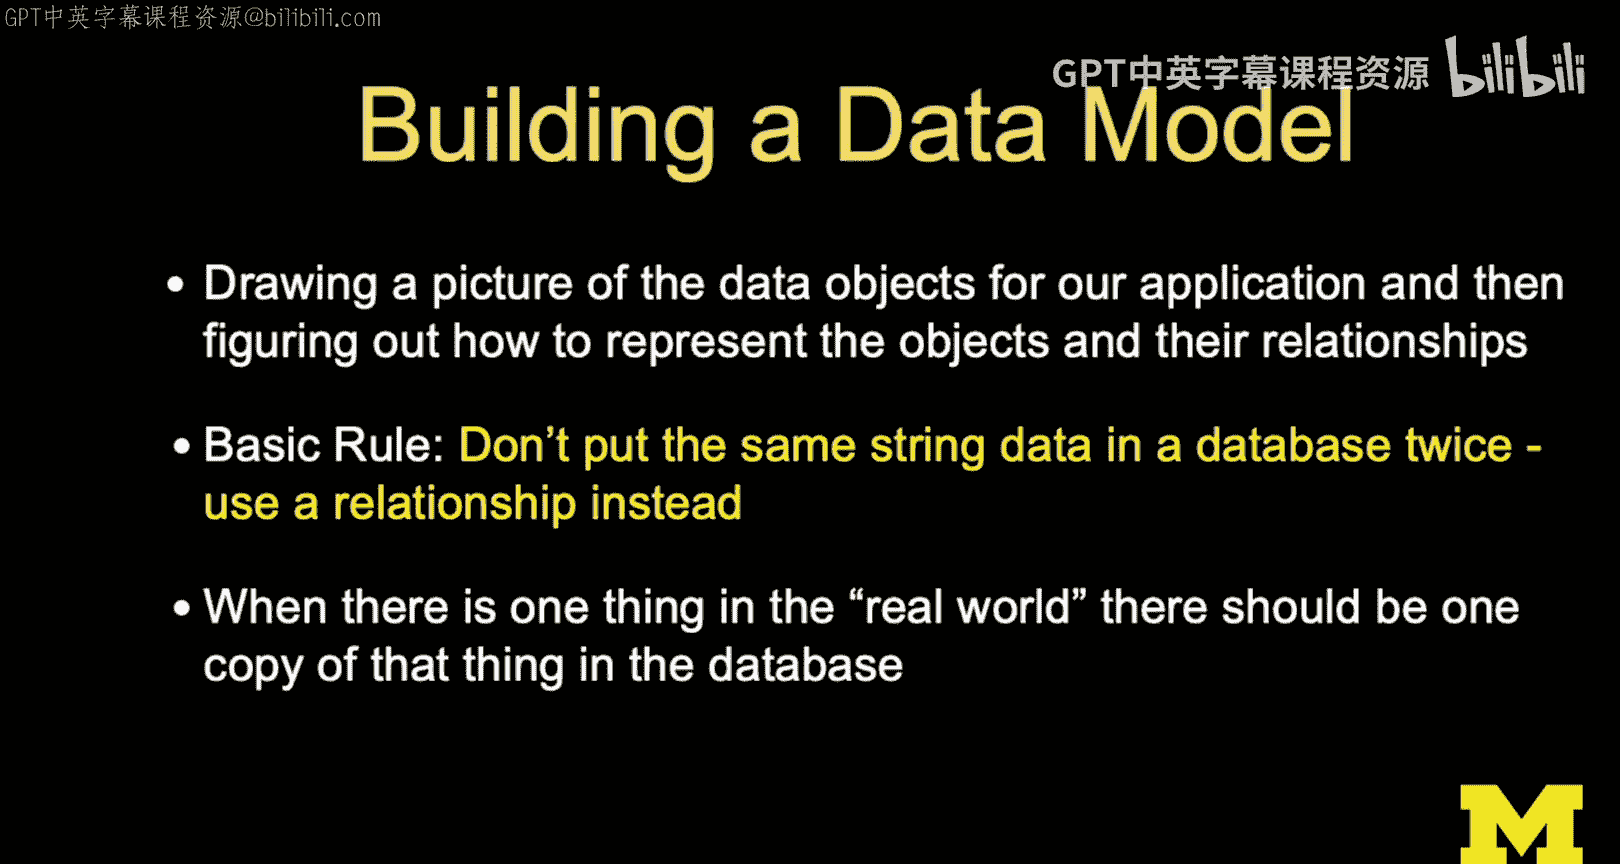 GPT中英字幕课程资源@bilibili.com
GPT中英字幕课程资源 bilibili
Building a Data Model
• Drawing a picture of the data objects for our application and then
figuring out how to represent the objects and their relationships
• Basic Rule: Don’t put the same string data in a database twice -
use a relationship instead
• When there is one thing in the “real world” there should be one
copy of that thing in the database
M